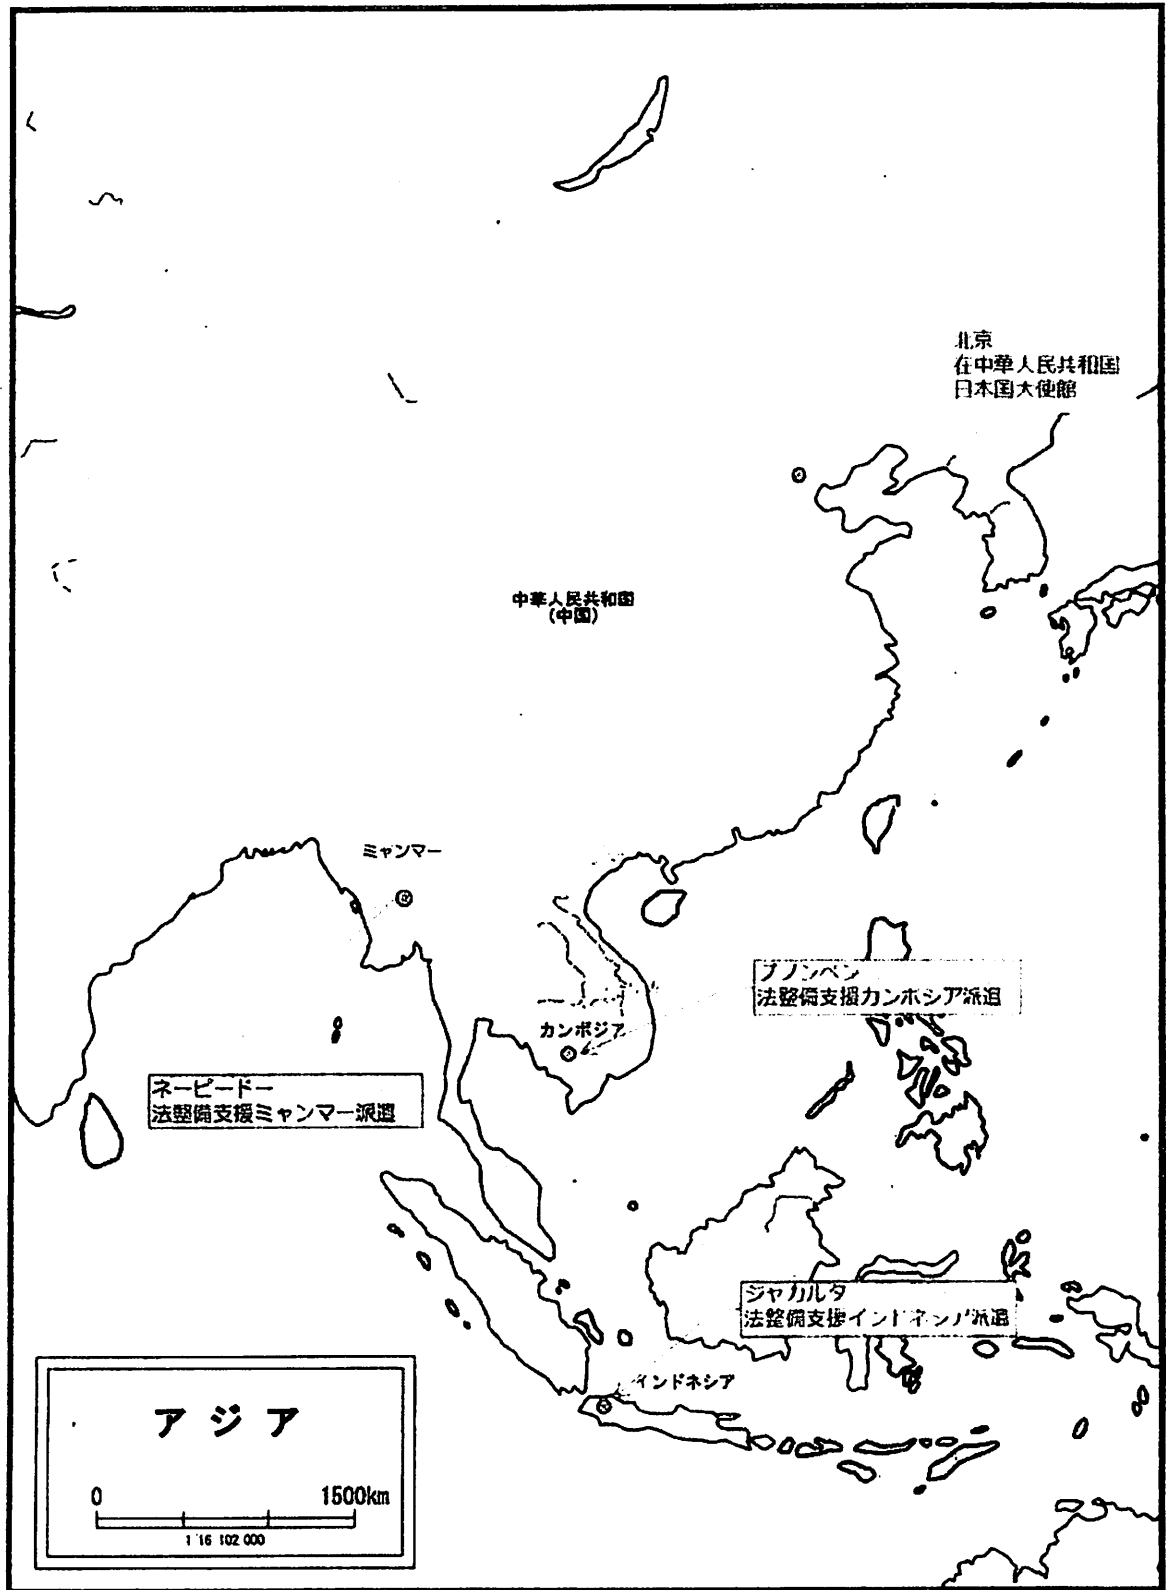 北京
在中華人民共和国
日本国大使館
中華人民共和国
(中国)
ミャンマー
プノンペン
法整備支援カンボジア派遣
カンボジア
ネーピードー
法整備支援ミャンマー派遣
ジャカルタ
法整備支援インドネシア派遣
インドネシア
アジア
0 1500km
1 16 102 000